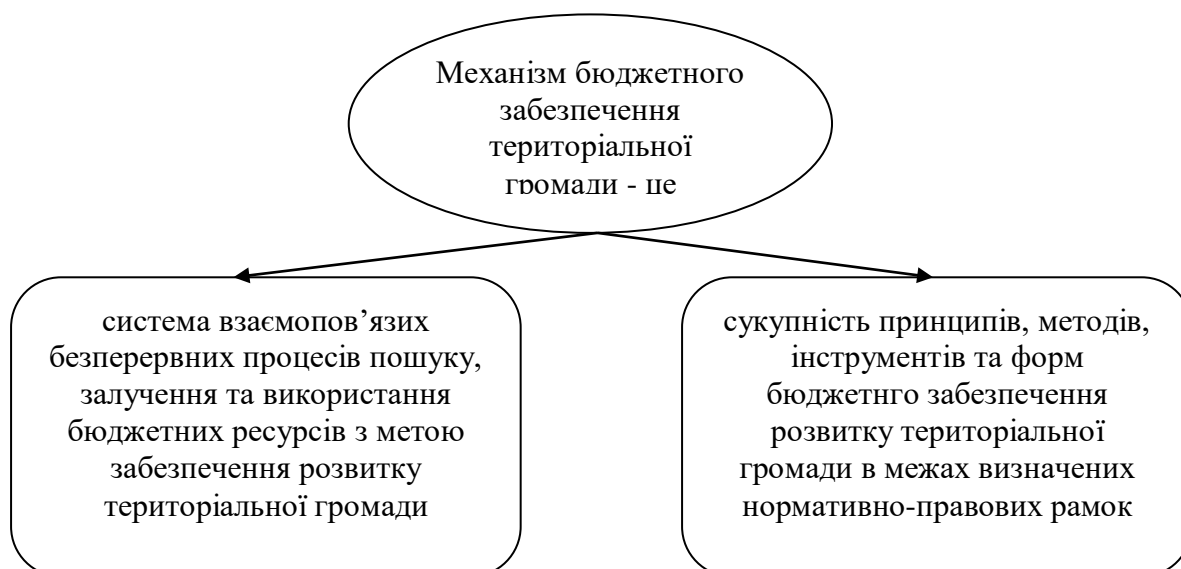 Механізм бюджетного
забезпечення
територіальної
громади - це
система взаємопов’язих
безперервних процесів пошуку,
залучення та використання
бюджетних ресурсів з метою
забезпечення розвитку
територіальної громади
сукупність принципів, методів,
інструментів та форм
бюджетнго забезпечення
розвитку територіальної
громади в межах визначених
нормативно-правових рамок